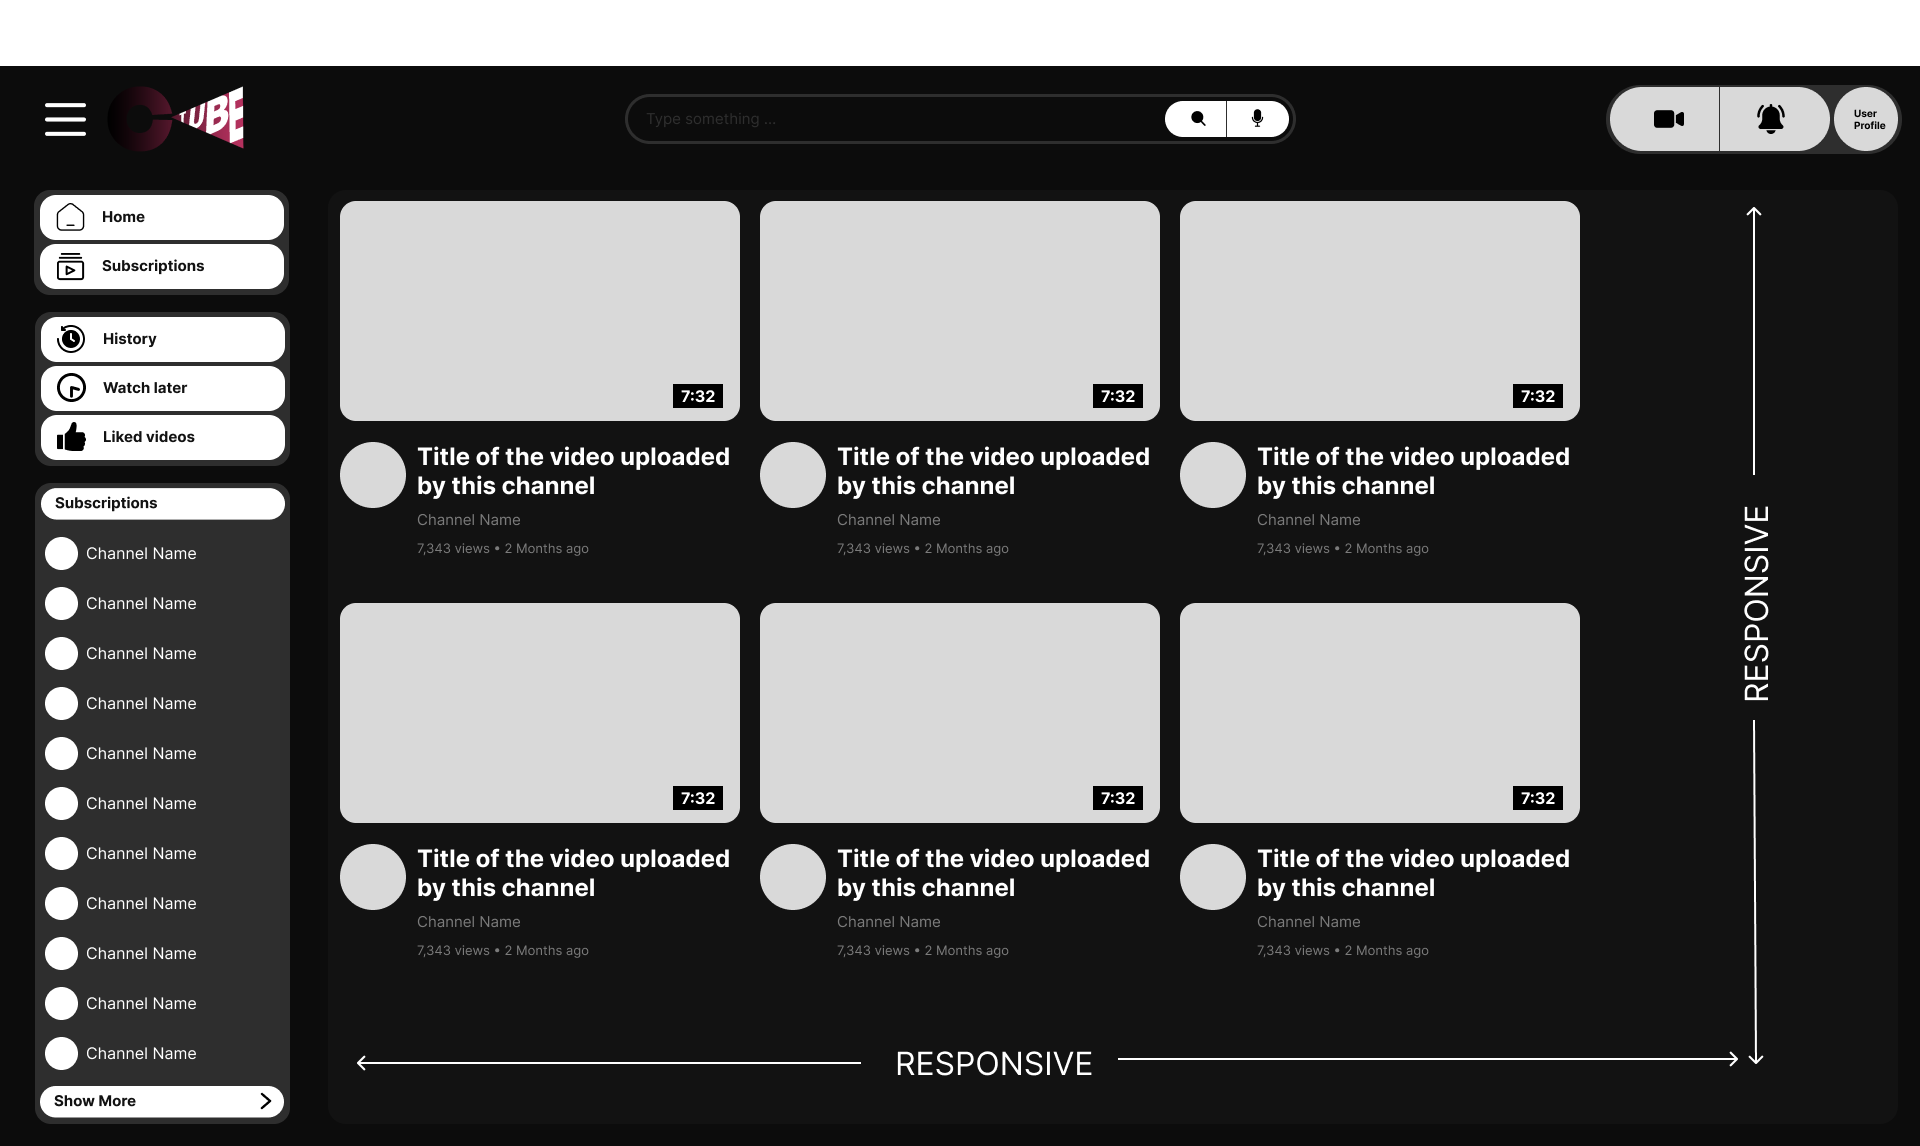 TUBE
Type something ...
User
Profile
Home
Subscriptions
History
Watch later
Liked videos
Subscriptions
Channel Name
Channel Name
Channel Name
Channel Name
Channel Name
Channel Name
Channel Name
Channel Name
Channel Name
Channel Name
Channel Name
Show More
7:32
7:32
7:32
Title of the video uploaded
by this channel
Channel Name
7,343 views • 2 Months ago
Title of the video uploaded
by this channel
Channel Name
7,343 views • 2 Months ago
Title of the video uploaded
by this channel
Channel Name
7,343 views • 2 Months ago
7:32
7:32
7:32
Title of the video uploaded
by this channel
Channel Name
7,343 views • 2 Months ago
Title of the video uploaded
by this channel
Channel Name
7,343 views • 2 Months ago
Title of the video uploaded
by this channel
Channel Name
7,343 views • 2 Months ago
RESPONSIVE
RESPONSIVE